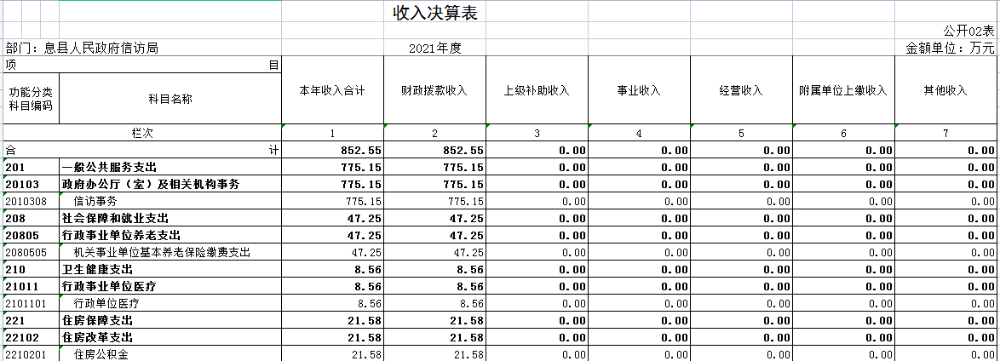 收入决算表
公开02表
部门：息县人民政府信访局 2021年度 金额单位：万元
项 目 本年收入合计 财政拨款收入 上级补助收入 事业收入 经营收入 附属单位上缴收入 其他收入
功能分类科目编码 科目名称
栏次 1 2 3 4 5 6 7
合 计 852.55 852.55 0.00 0.00 0.00 0.00 0.00
201 一般公共服务支出 775.15 775.15 0.00 0.00 0.00 0.00 0.00
20103 政府办公厅（室）及相关机构事务 775.15 775.15 0.00 0.00 0.00 0.00 0.00
2010308 信访事务 775.15 775.15 0.00 0.00 0.00 0.00 0.00
208 社会保障和就业支出 47.25 47.25 0.00 0.00 0.00 0.00 0.00
20805 行政事业单位养老支出 47.25 47.25 0.00 0.00 0.00 0.00 0.00
2080505 机关事业单位基本养老保险缴费支出 47.25 47.25 0.00 0.00 0.00 0.00 0.00
210 卫生健康支出 8.56 8.56 0.00 0.00 0.00 0.00 0.00
21011 行政事业单位医疗 8.56 8.56 0.00 0.00 0.00 0.00 0.00
2101101 行政单位医疗 8.56 8.56 0.00 0.00 0.00 0.00 0.00
221 住房保障支出 21.58 21.58 0.00 0.00 0.00 0.00 0.00
22102 住房改革支出 21.58 21.58 0.00 0.00 0.00 0.00 0.00
2210201 住房公积金 21.58 21.58 0.00 0.00 0.00 0.00 0.00